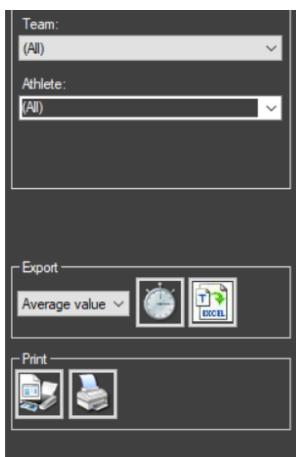 Team:
(All)
Athlete:
(All)
Export
Average value
T
EXCEL
Print